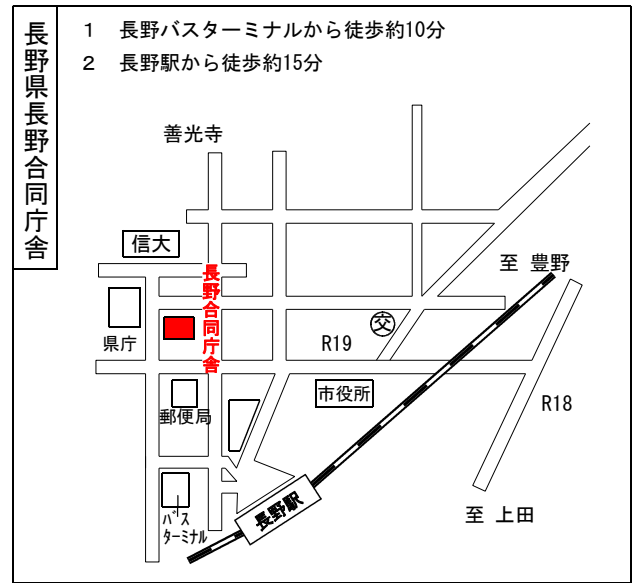 長野県長野合同庁舎
1 長野バスターミナルから徒歩約10分
2 長野駅から徒歩約15分
善光寺
信大
至 豊野
長野合同庁舎
交
県庁
R19
市役所
郵便局
R18
長野駅
至 上田
バス
ターミナル